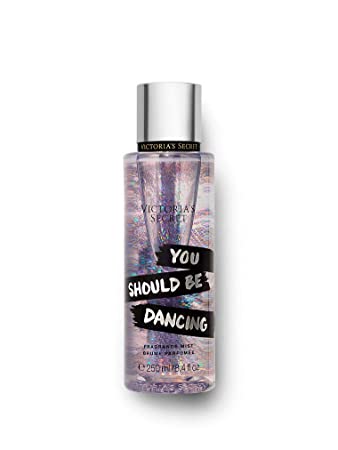 VICTORIA'S SECRET
VICTORIA'S
SECRET
YOU
SHOULD BE
DANCING
FRAGRANCE MIST
BRUME PARFUMÉE
℮ 250 ml/8.4 fl oz